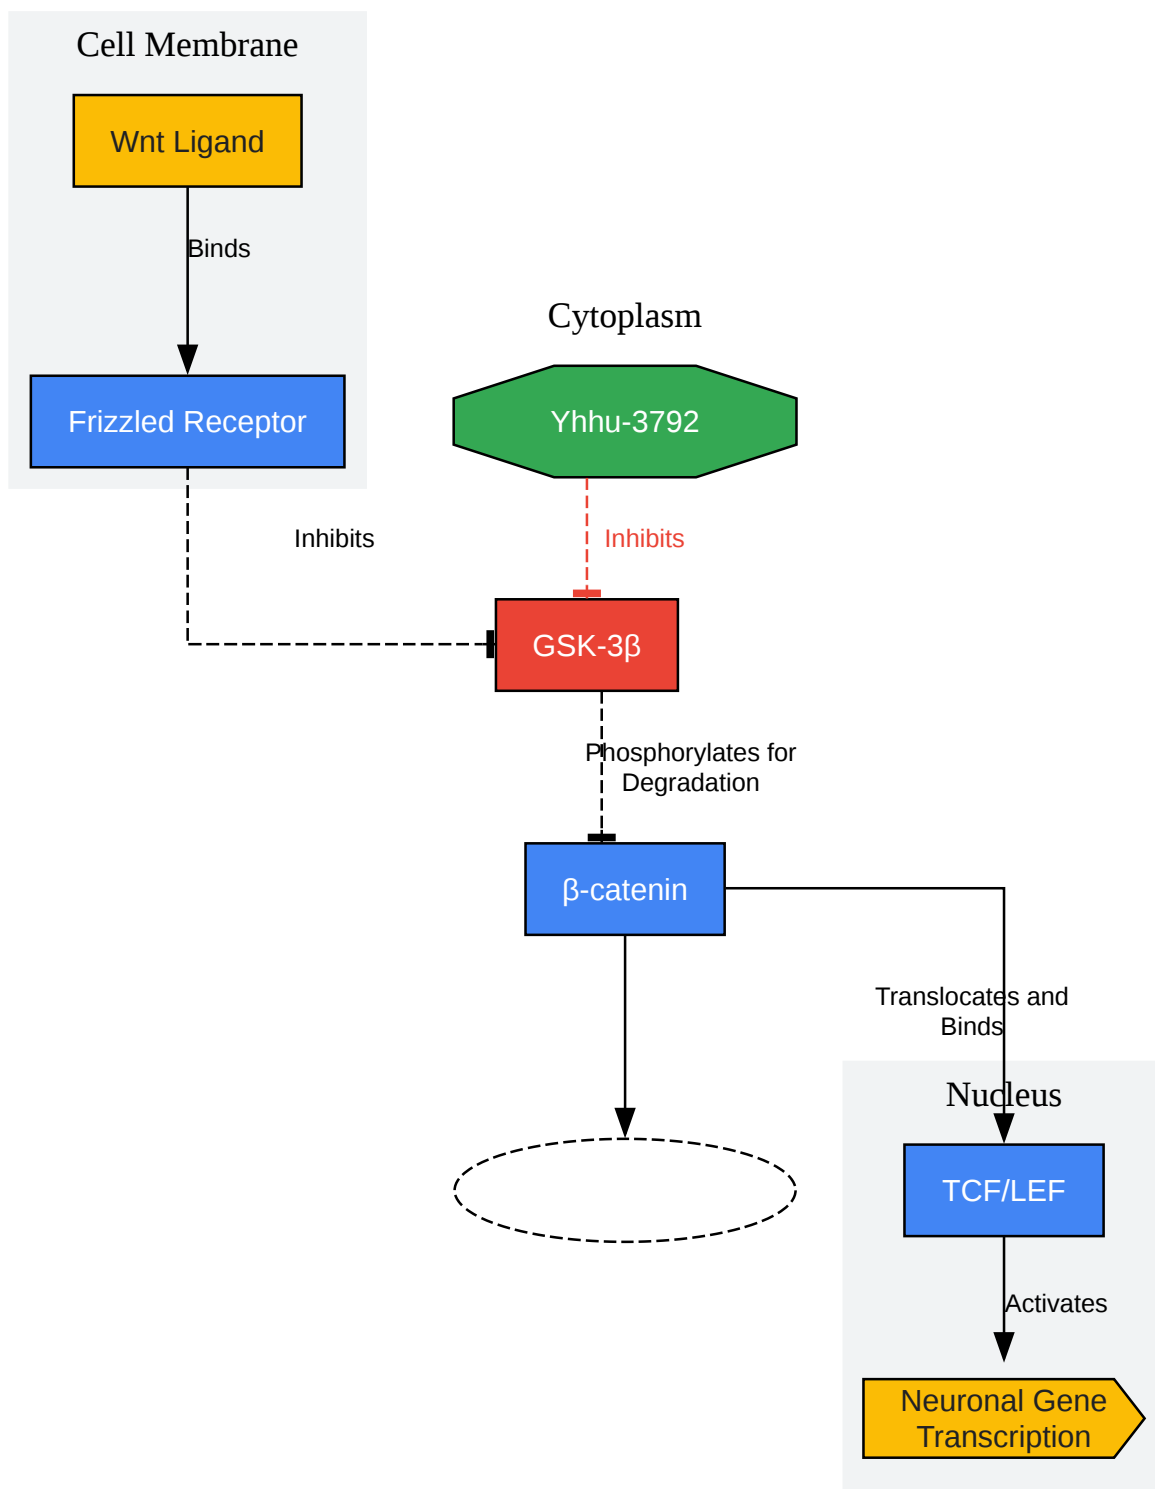 Cell Membrane
Wnt Ligand
Binds
Frizzled Receptor
Cytoplasm
Yhhu-3792
Inhibits
Inhibits
GSK-3β
Phosphorylates for
Degradation
β-catenin
Translocates and
Binds
Nucleus
TCF/LEF
Activates
Neuronal Gene
Transcription